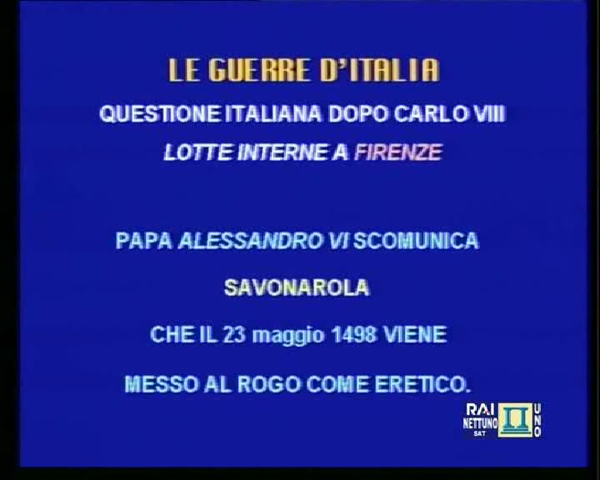 LE GUERRE D'ITALIA
QUESTIONE ITALIANA DOPO CARLO VIII
LOTTE INTERNE A FIRENZE
PAPA ALESSANDRO VI SCOMUNICA
SAVONAROLA
CHE IL 23 maggio 1498 VIENE
MESSO AL ROGO COME ERETICO.
RAI
NETTUNO
SAT
UNO